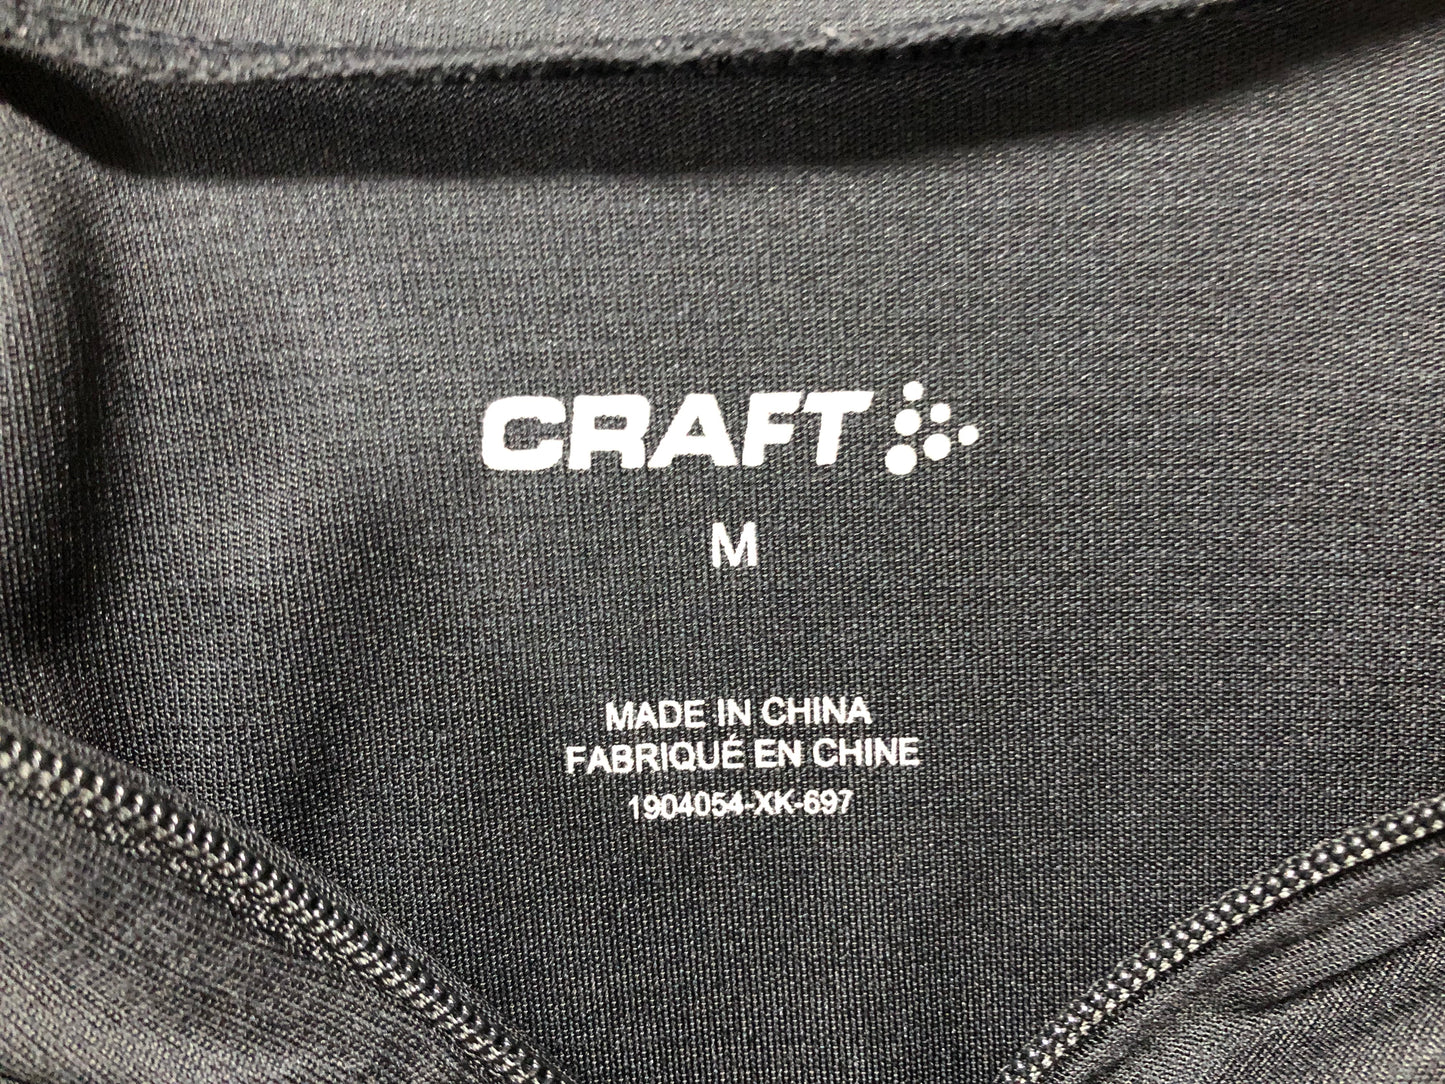 CRAFT
M
MADE IN CHINA
FABRIQUÉ EN CHINE
1904054-XK-697